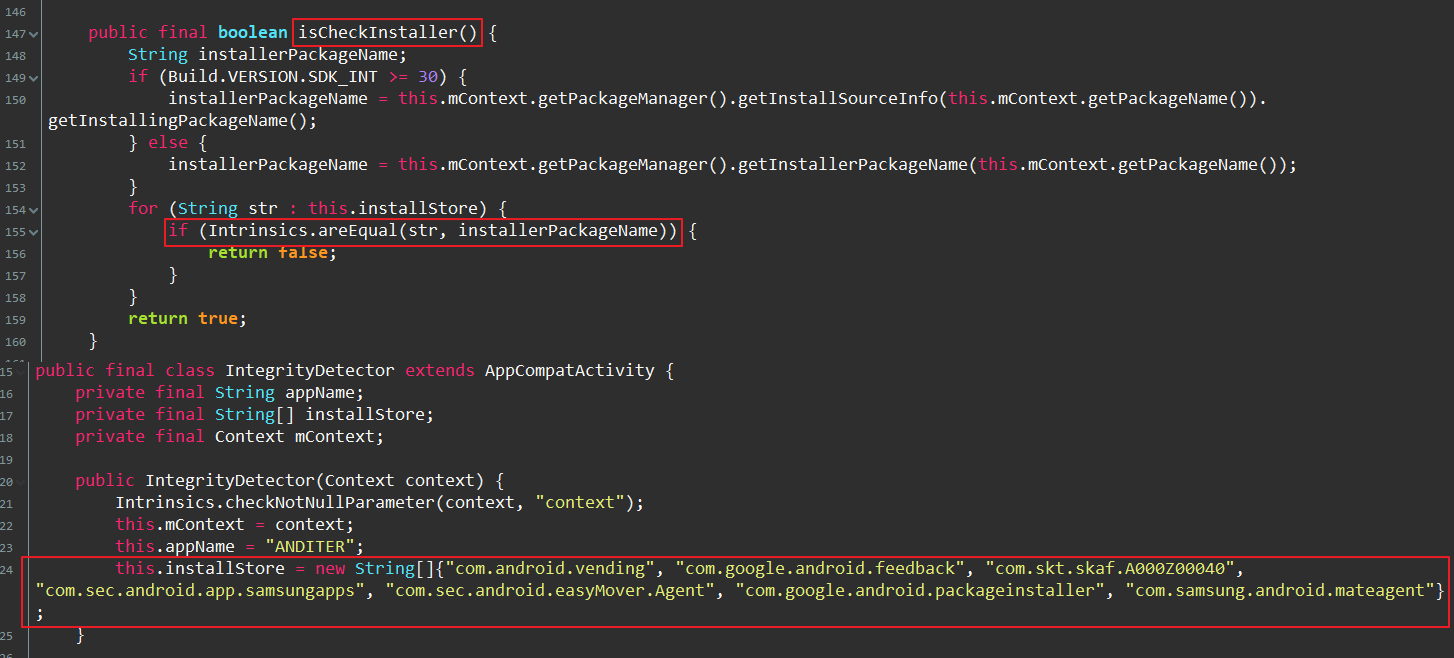 146
147 public final boolean isCheckInstaller() {
148 String installerPackageName;
149 if (Build.VERSION.SDK_INT >= 30) {
150 installerPackageName = this.mContext.getPackageManager().getInstallSourceInfo(this.mContext.getPackageName()).
getInstallingPackageName();
151 } else {
152 installerPackageName = this.mContext.getPackageManager().getInstallerPackageName(this.mContext.getPackageName());
153 }
154 for (String str : this.installStore) {
155 if (Intrinsics.areEqual(str, installerPackageName)) {
156 return false;
157 }
158 }
159 return true;
160 }
15 public final class IntegrityDetector extends AppCompatActivity {
16 private final String appName;
17 private final String[] installStore;
18 private final Context mContext;
19
20 public IntegrityDetector(Context context) {
21 Intrinsics.checkNotNullParameter(context, "context");
22 this.mContext = context;
23 this.appName = "ANDITER";
24 this.installStore = new String[]{"com.android.vending", "com.google.android.feedback", "com.skt.skaf.A000Z00040",
"com.sec.android.app.samsungapps", "com.sec.android.easyMover.Agent", "com.google.android.packageinstaller", "com.samsung.android.mateagent"}
;
25 }